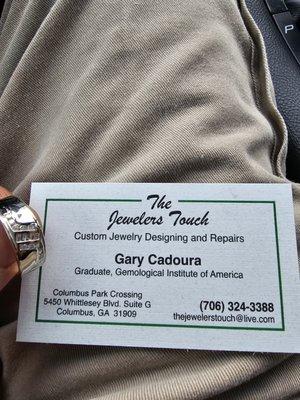 P
The
Jewelers Touch
Custom Jewelry Designing and Repairs
Gary Cadoura
Graduate, Gemological Institute of America
Columbus Park Crossing
5450 Whittlesey Blvd. Suite G
Columbus, GA 31909
(706) 324-3388
thejewelerstouch@live.com